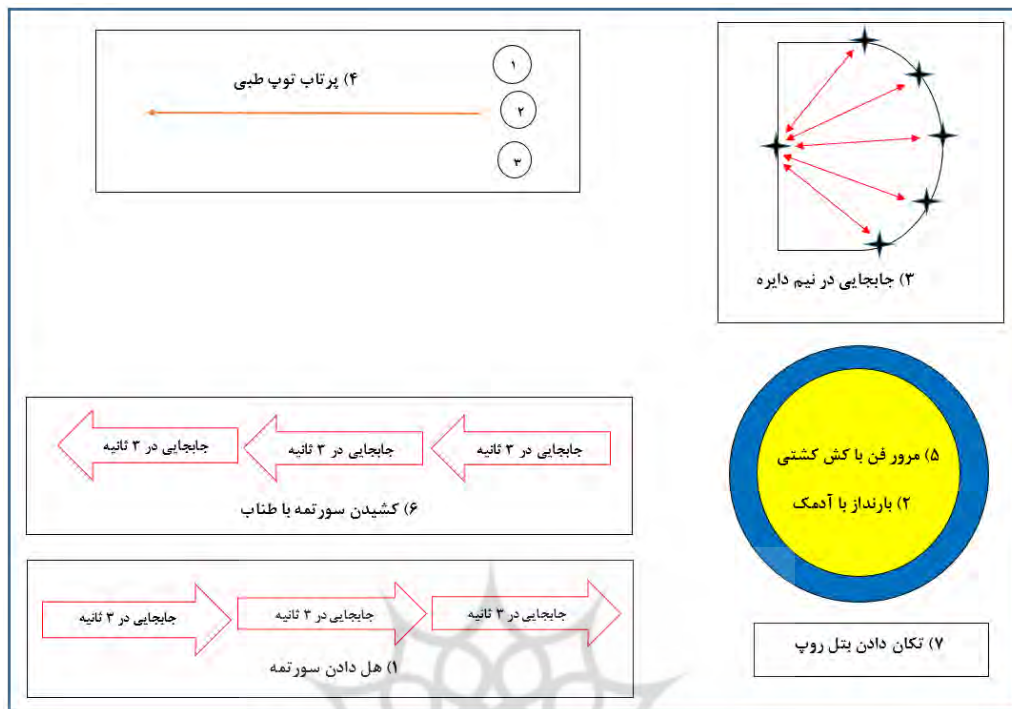 ۴) پرتاب توپ طبی
۱
۲
۳
۳) جابجایی در نیم دایره
جابجایی در ۳ ثانیه
جابجایی در ۳ ثانیه
جابجایی در ۳ ثانیه
۶) کشیدن سورتمه با طناب
۵) مرور فن با کش کشتی
۲) بارنداز با آدمک
جابجایی در ۳ ثانیه
جابجایی در ۳ ثانیه
جابجایی در ۳ ثانیه
۱) هل دادن سورتمه
۷) تکان دادن بتل روپ